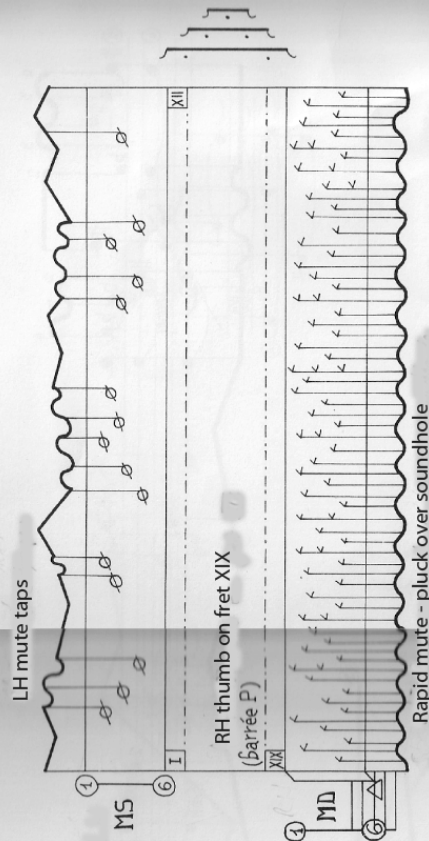 LH mute taps
① ⑥
MS
I
XII
RH thumb on fret XIX
(barrée P)
XIX
① ⑥
MD
Rapid mute - pluck over soundhole